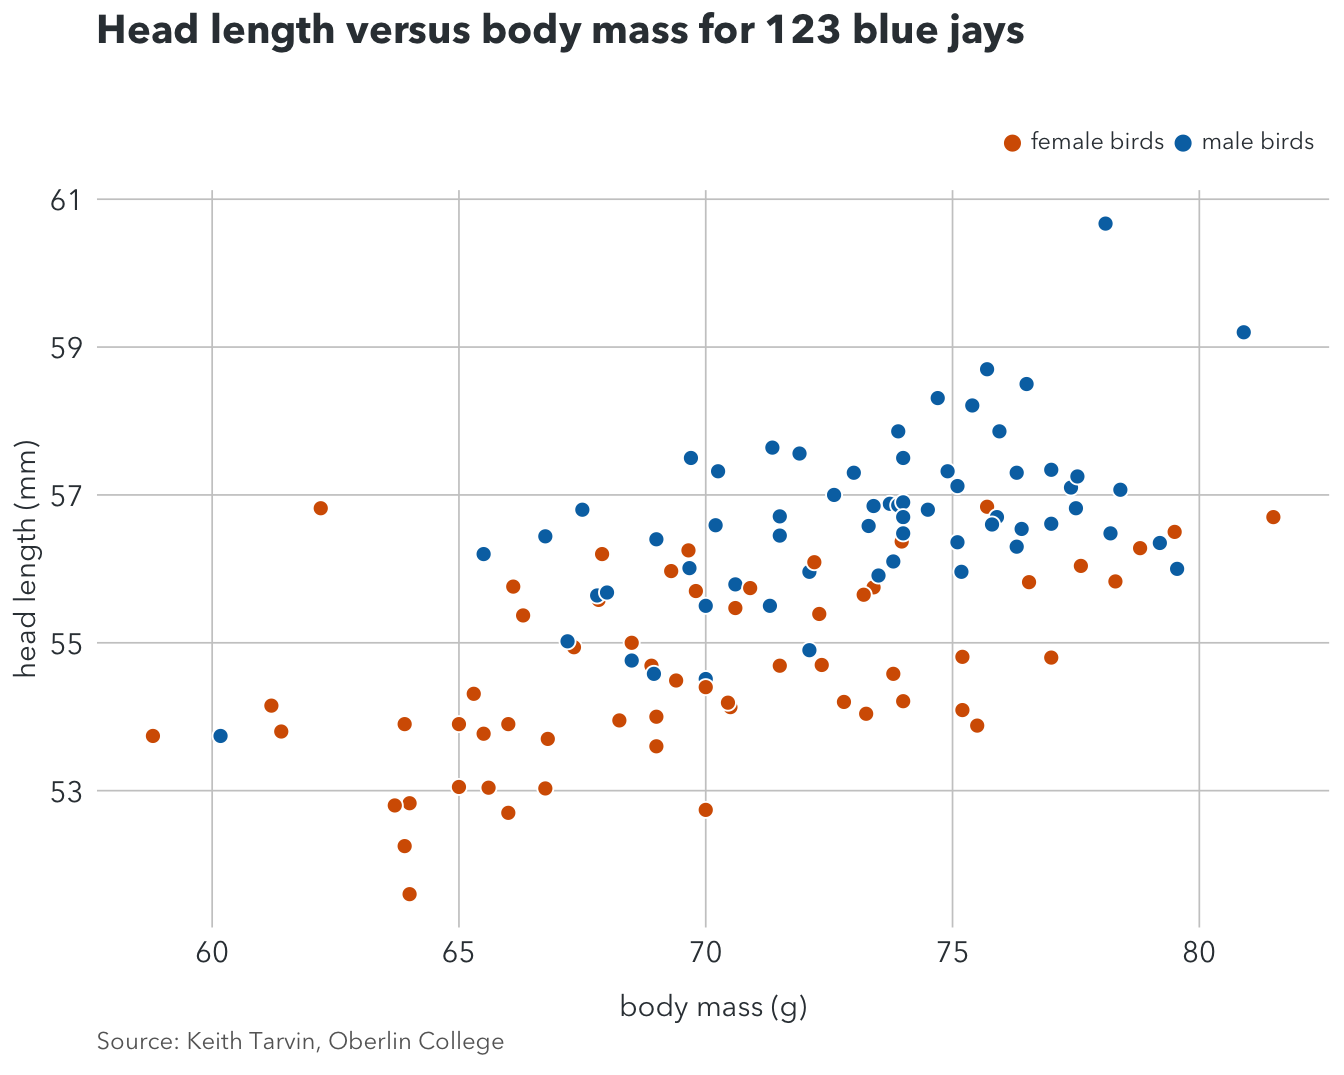 Head length versus body mass for 123 blue jays
female birds male birds
61
59
57
55
53
head length (mm)
60 65 70 75 80
body mass (g)
Source: Keith Tarvin, Oberlin College